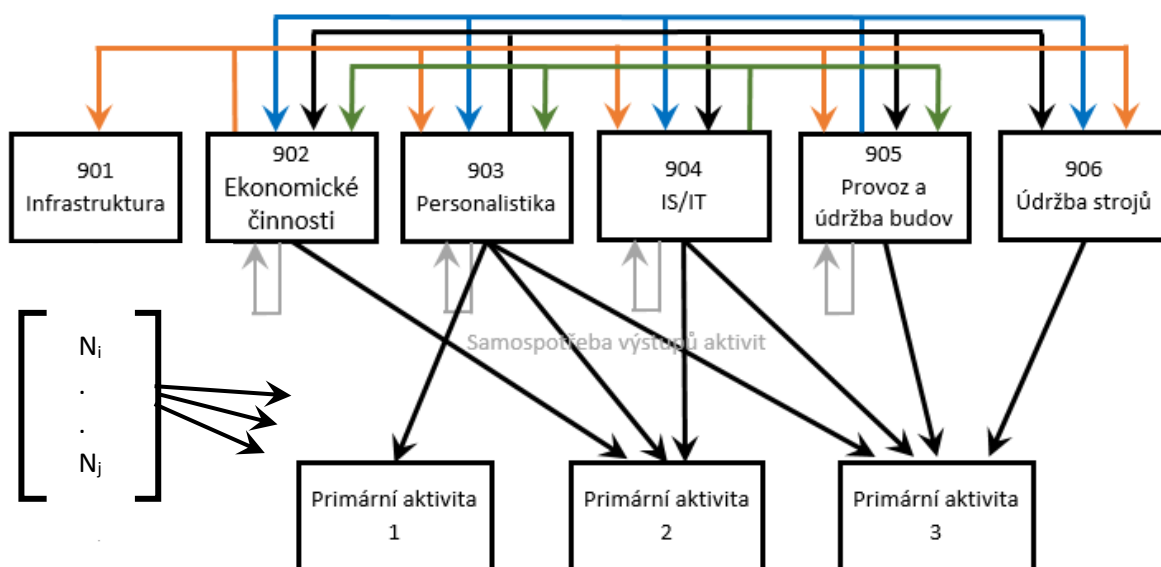 901
Infrastruktura
902
Ekonomické
činnosti
903
Personalistika
904
IS/IT
905
Provoz a
údržba budov
906
Údržba strojů
Samospotřeba výstupů aktivit
Nᵢ
.
.
Nⱼ
Primární aktivita
1
Primární aktivita
2
Primární aktivita
3